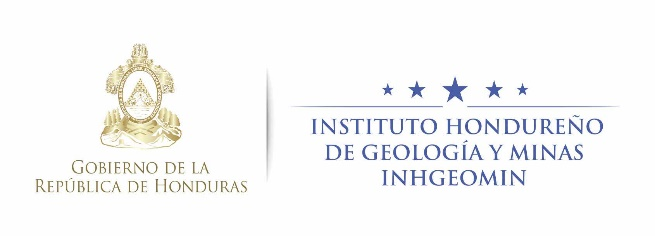 GOBIERNO DE LA
REPÚBLICA DE HONDURAS
INSTITUTO HONDUREÑO
DE GEOLOGÍA Y MINAS
INHGEOMIN